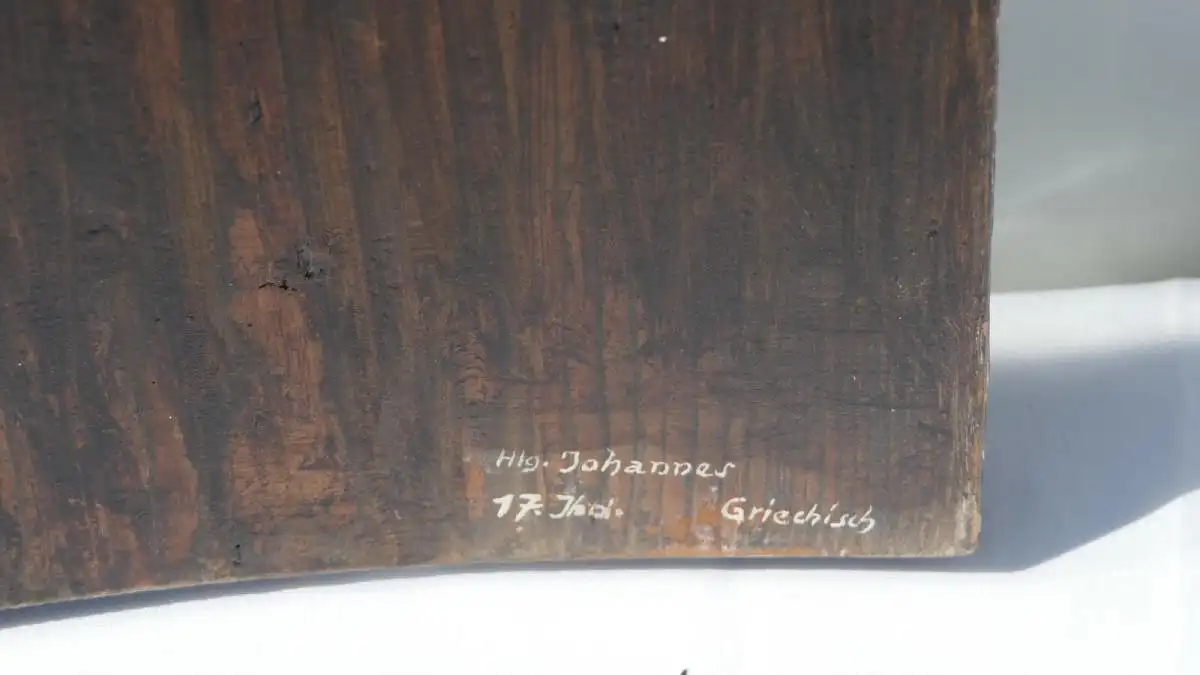 Hlg. Johannes
17. Jhd. Griechisch